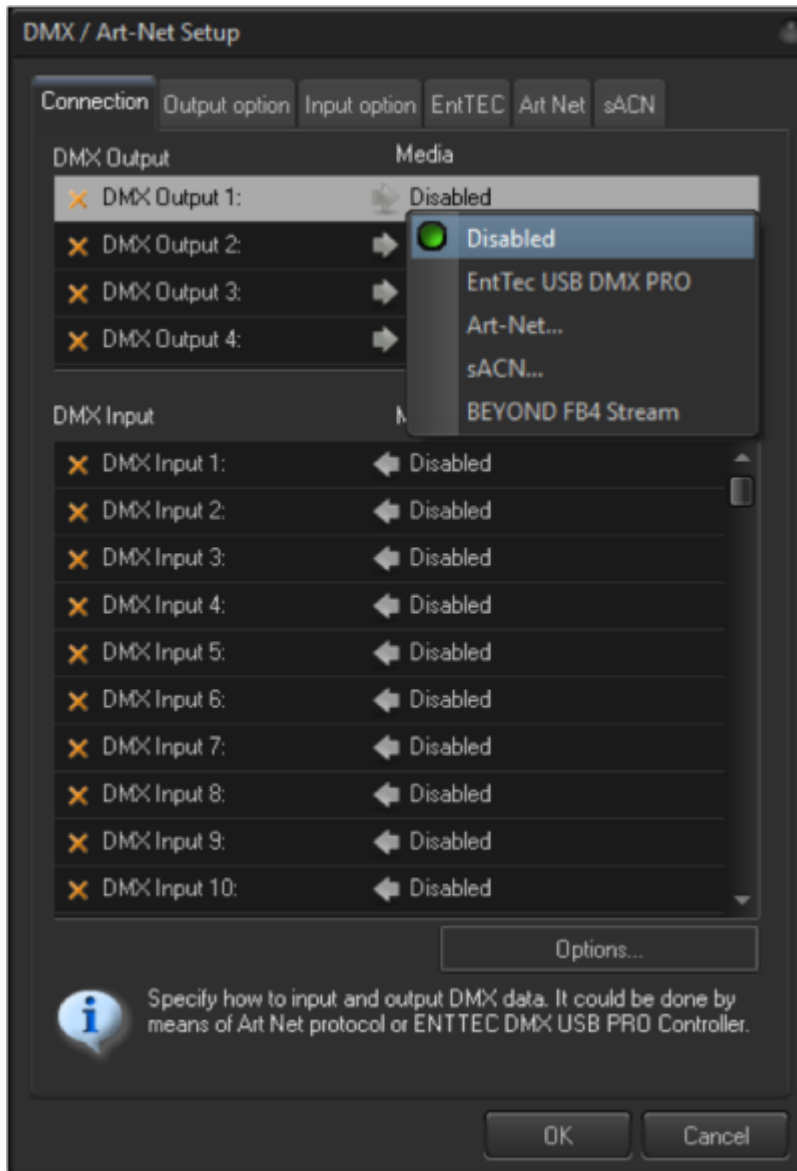 DMX / Art-Net Setup
Connection Output option Input option EntTEC Art Net sACN
DMX Output Media
DMX Output 1: Disabled
DMX Output 2:
DMX Output 3:
DMX Output 4:
Disabled
EntTec USB DMX PRO
Art-Net...
sACN...
BEYOND FB4 Stream
DMX Input M
DMX Input 1: Disabled
DMX Input 2: Disabled
DMX Input 3: Disabled
DMX Input 4: Disabled
DMX Input 5: Disabled
DMX Input 6: Disabled
DMX Input 7: Disabled
DMX Input 8: Disabled
DMX Input 9: Disabled
DMX Input 10: Disabled
Options...
Specify how to input and output DMX data. It could be done by
means of Art Net protocol or ENTTEC DMX USB PRO Controller.
OK Cancel